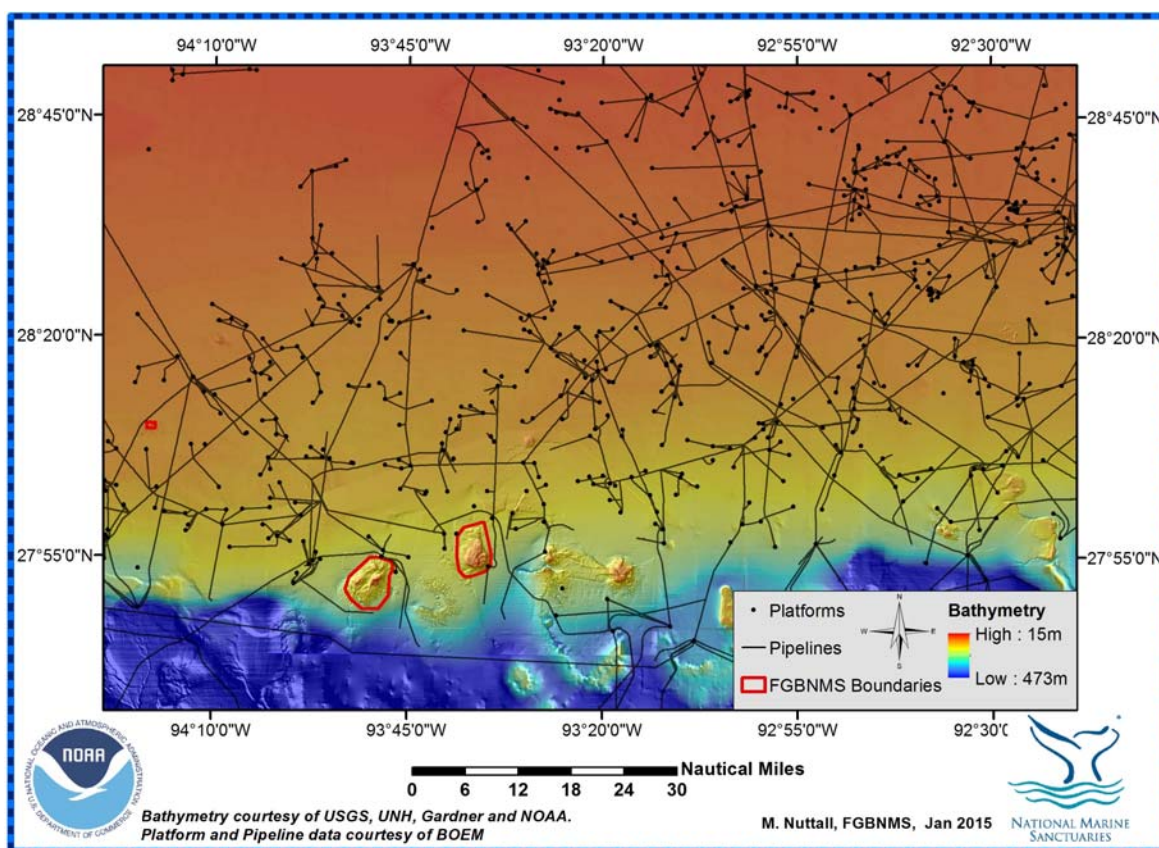 94°10'0"W 93°45'0"W 93°20'0"W 92°55'0"W 92°30'0"W
28°45'0"N 28°45'0"N
28°20'0"N 28°20'0"N
27°55'0"N 27°55'0"N
N
W E
S
Platforms
Pipelines
FGBNMS Boundaries
Bathymetry
High : 15m
Low : 473m
94°10'0"W 93°45'0"W 93°20'0"W 92°55'0"W 92°30'0"W
NATIONAL OCEANIC AND ATMOSPHERIC ADMINISTRATION
NOAA
U.S. DEPARTMENT OF COMMERCE
Nautical Miles
0 6 12 18 24 30
Bathymetry courtesy of USGS, UNH, Gardner and NOAA.
Platform and Pipeline data courtesy of BOEM
M. Nuttall, FGBNMS, Jan 2015
NATIONAL MARINE
SANCTUARIES